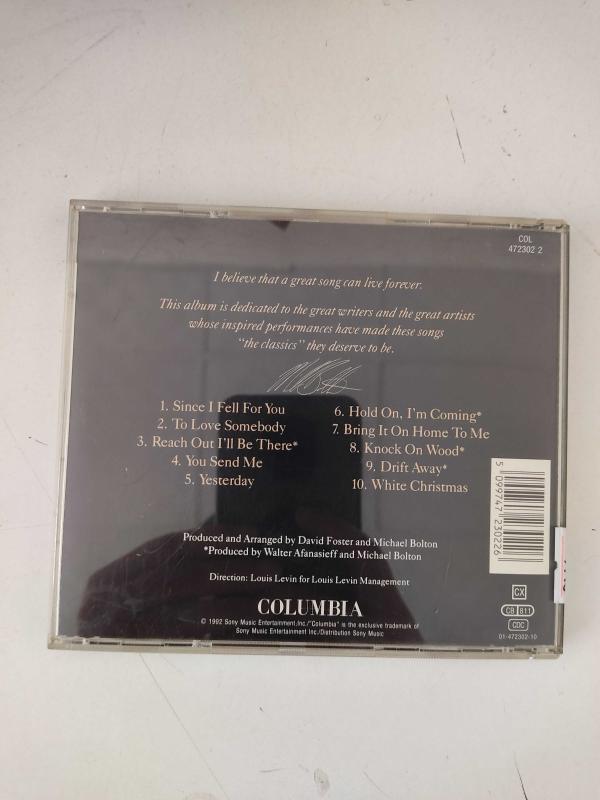 COL
472302 2
I believe that a great song can live forever.
This album is dedicated to the great writers and the great artists
whose inspired performances have made these songs
"the classics" they deserve to be.
1. Since I Fell For You
2. To Love Somebody
3. Reach Out I'll Be There*
4. You Send Me
5. Yesterday
6. Hold On, I'm Coming*
7. Bring It On Home To Me
8. Knock On Wood*
9. Drift Away*
10. White Christmas
5 099747 230226
Produced and Arranged by David Foster and Michael Bolton
*Produced by Walter Afanasieff and Michael Bolton
Direction: Louis Levin for Louis Levin Management
COLUMBIA
© 1992 Sony Music Entertainment, Inc./"Columbia" is the exclusive trademark of
Sony Music Entertainment Inc./Distribution Sony Music
CX
CB 811
CDC
01-472302-10